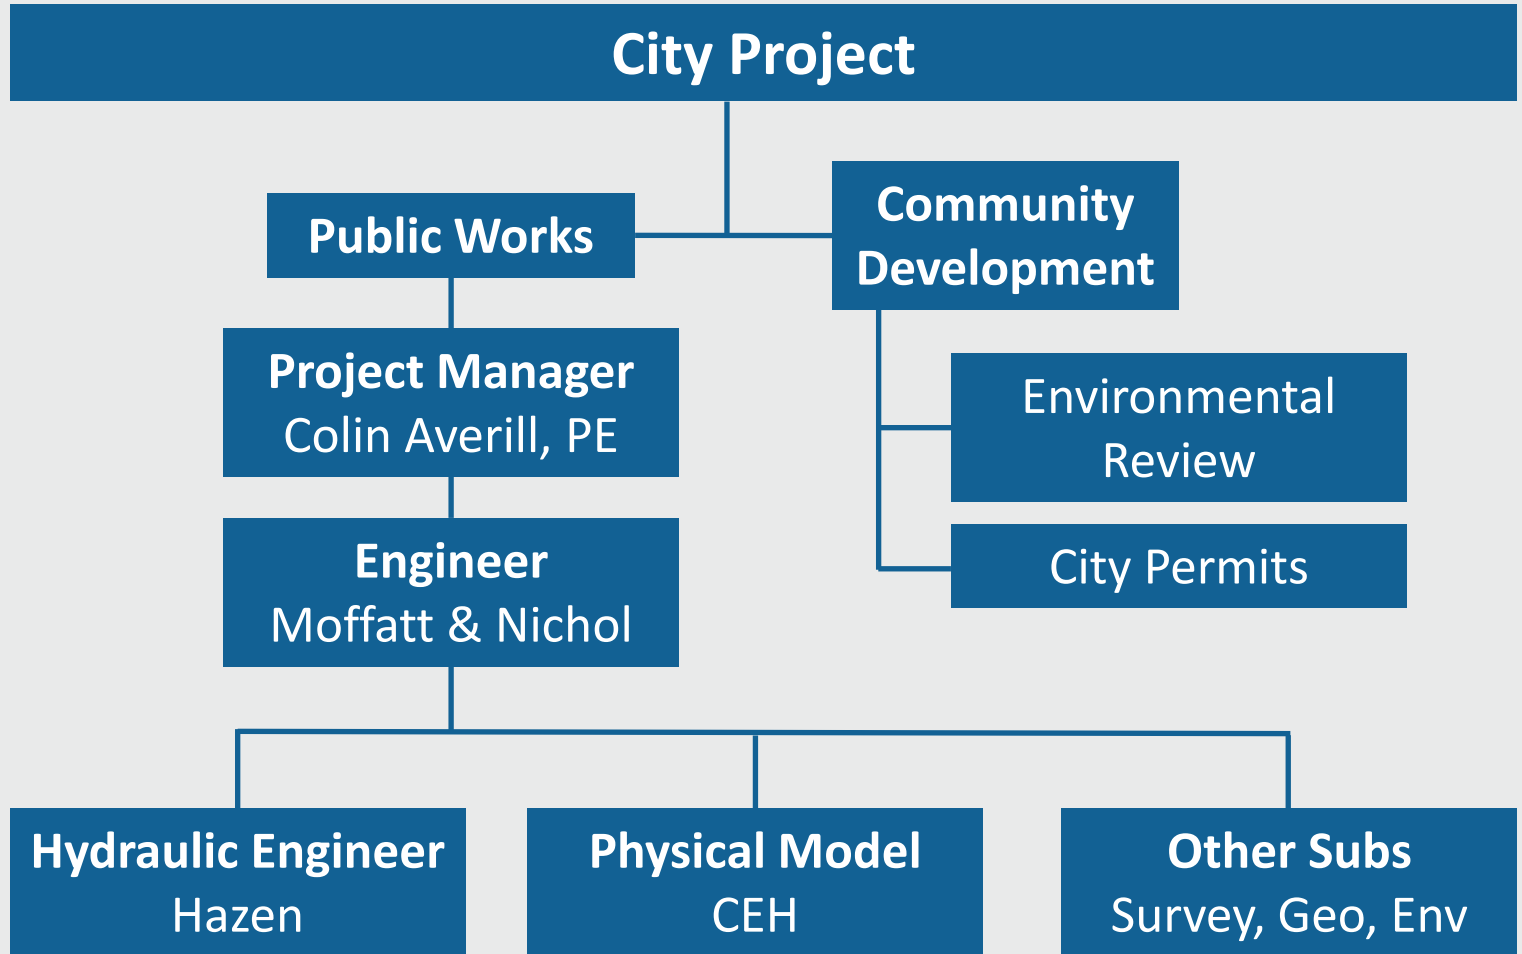 City Project
Public Works
Community
Development
Project Manager
Colin Averill, PE
Environmental
Review
Engineer
Moffatt & Nichol
City Permits
Hydraulic Engineer
Hazen
Physical Model
CEH
Other Subs
Survey, Geo, Env